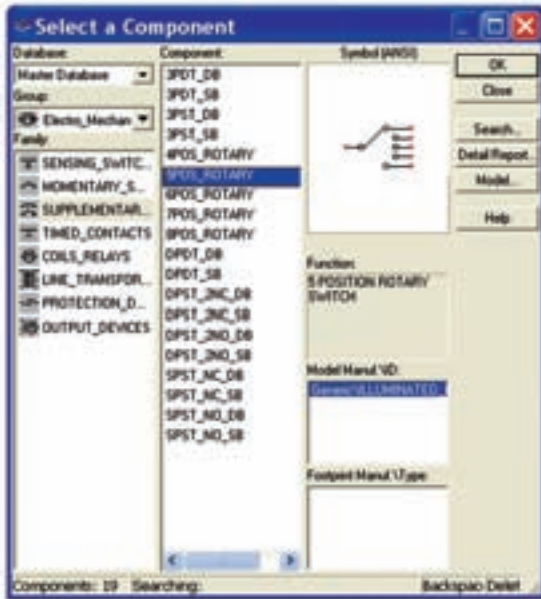 Select a Component
Database:
Master Database
Group:
Electro_Mechan
Family:
SENSING_SWITC...
MOMENTARY_S...
SUPPLEMENTAR...
TIMED_CONTACTS
COILS_RELAYS
LINE_TRANSFOR...
PROTECTION_D...
OUTPUT_DEVICES
Component:
3PDT_DB
3PDT_SB
3PST_DB
3PST_SB
4POS_ROTARY
5POS_ROTARY
6POS_ROTARY
7POS_ROTARY
8POS_ROTARY
DPDT_DB
DPDT_SB
DPST_2NC_DB
DPST_2NC_SB
DPST_2NO_DB
DPST_2NO_SB
SPST_NC_DB
SPST_NC_SB
SPST_NO_DB
SPST_NO_SB
Symbol (ANSI)
Function:
5 POSITION ROTARY
SWITCH
Model Manuf.\ID:
Generic\ILLUMINATED_
Footprint Manuf.\Type:
OK
Close
Search...
Detail Report...
Model...
Help
Components: 19 Searching:
Backspac-Delet